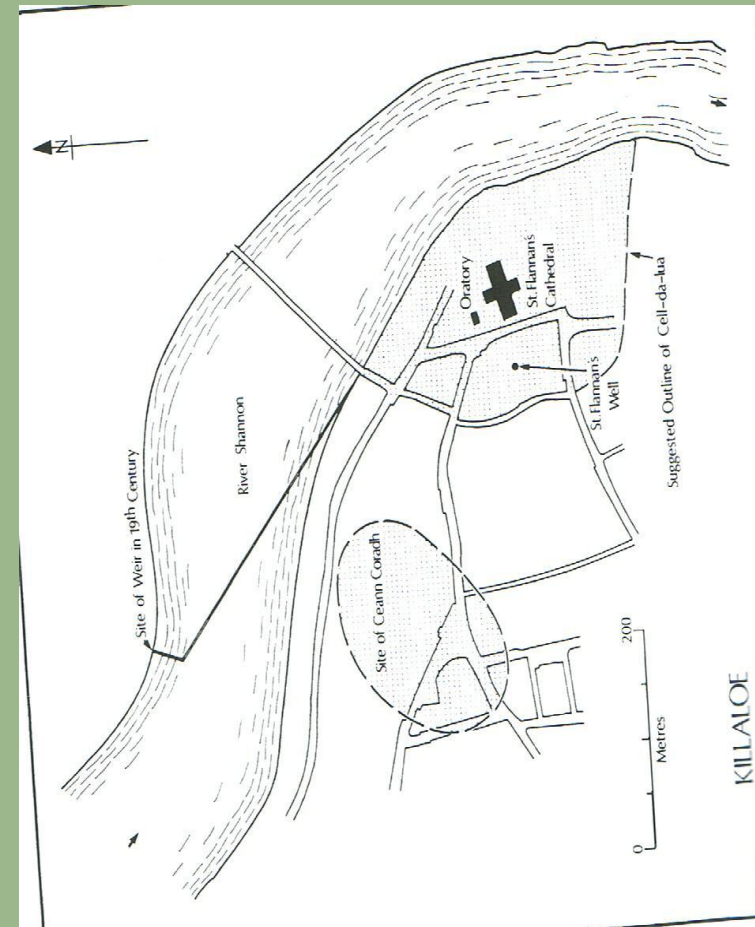 N
Site of Weir in 19th Century
River Shannon
Oratory
St. Flannan's
Cathedral
St. Flannan's
Well
Suggested Outline of Cell-da-lua
Site of Ceann Coradh
0
200
Metres
KILLALOE